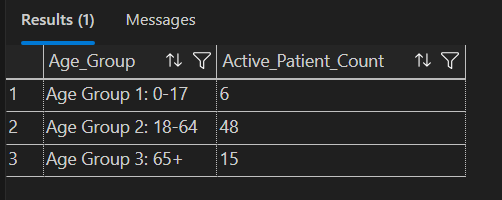 Results (1) Messages
Age_Group Active_Patient_Count
1 Age Group 1: 0-17 6
2 Age Group 2: 18-64 48
3 Age Group 3: 65+ 15